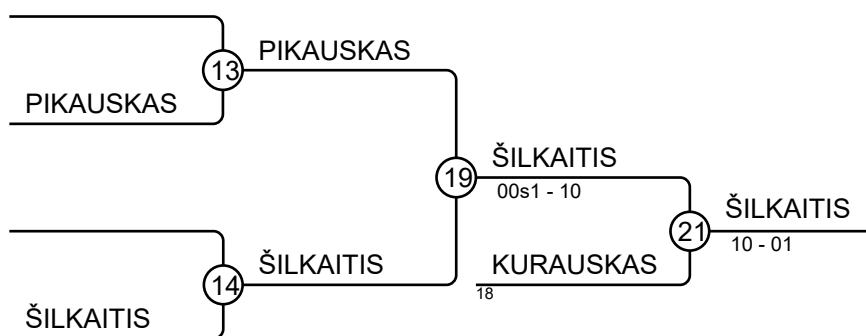 PIKAUSKAS
13
PIKAUSKAS
ŠILKAITIS
19
00s1 - 10
ŠILKAITIS
21
10 - 01
ŠILKAITIS
14
KURAUSKAS
18
ŠILKAITIS